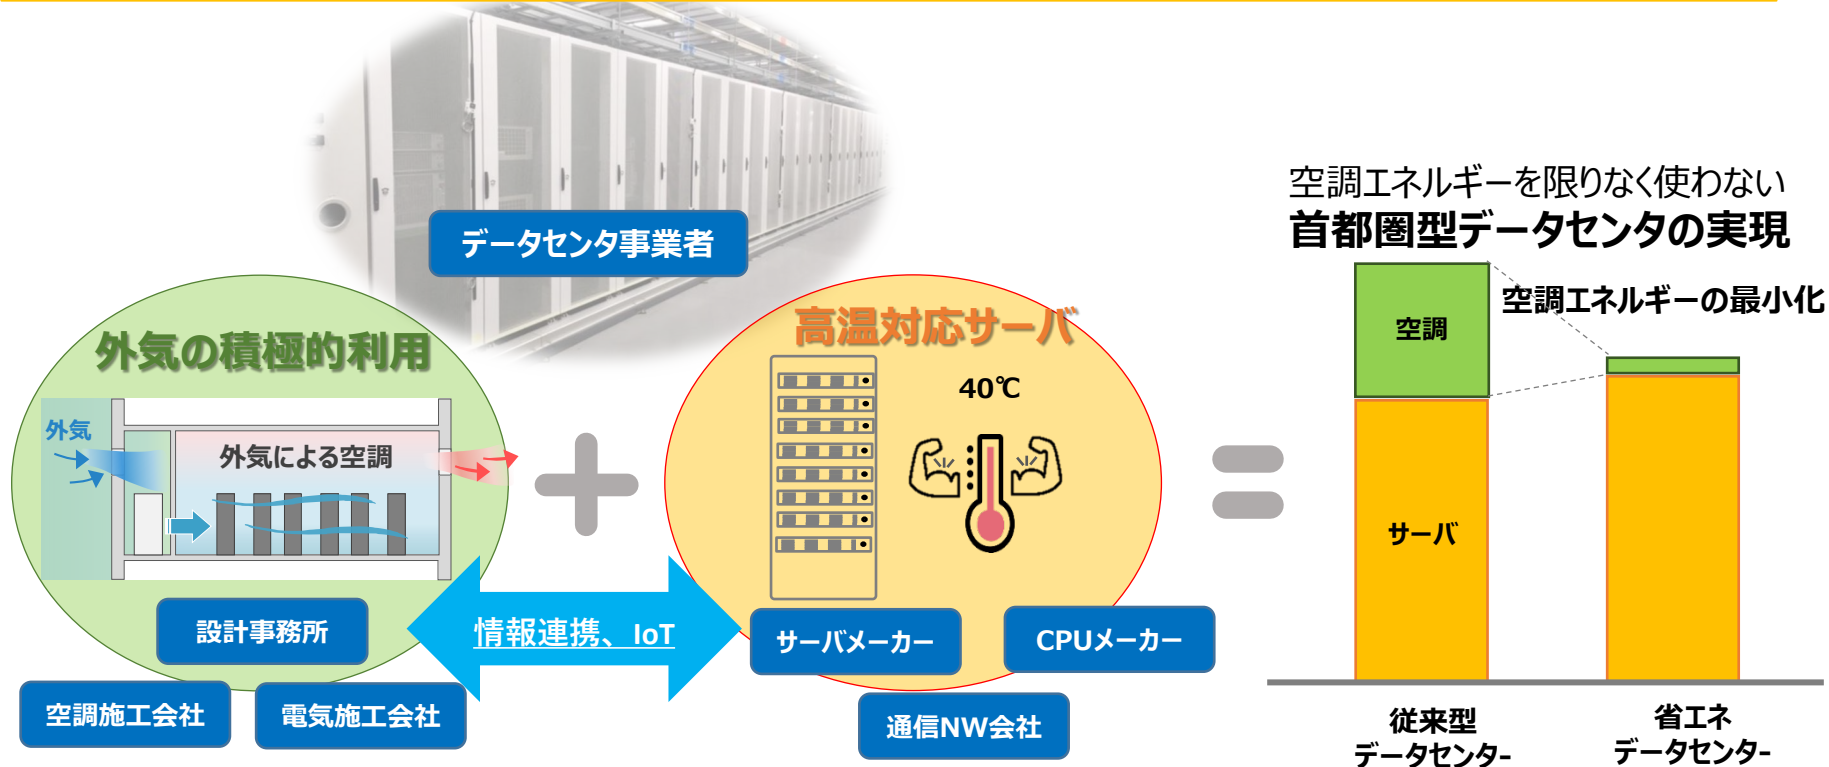 データセンタ事業者
外気の積極的利用
外気
外気による空調
設計事務所
空調施工会社
電気施工会社
情報連携、IoT
高温対応サーバ
40℃
サーバメーカー
CPUメーカー
通信NW会社
空調エネルギーを限りなく使わない
首都圏型データセンタの実現
空調エネルギーの最小化
空調
サーバ
従来型
データセンター
省エネ
データセンター